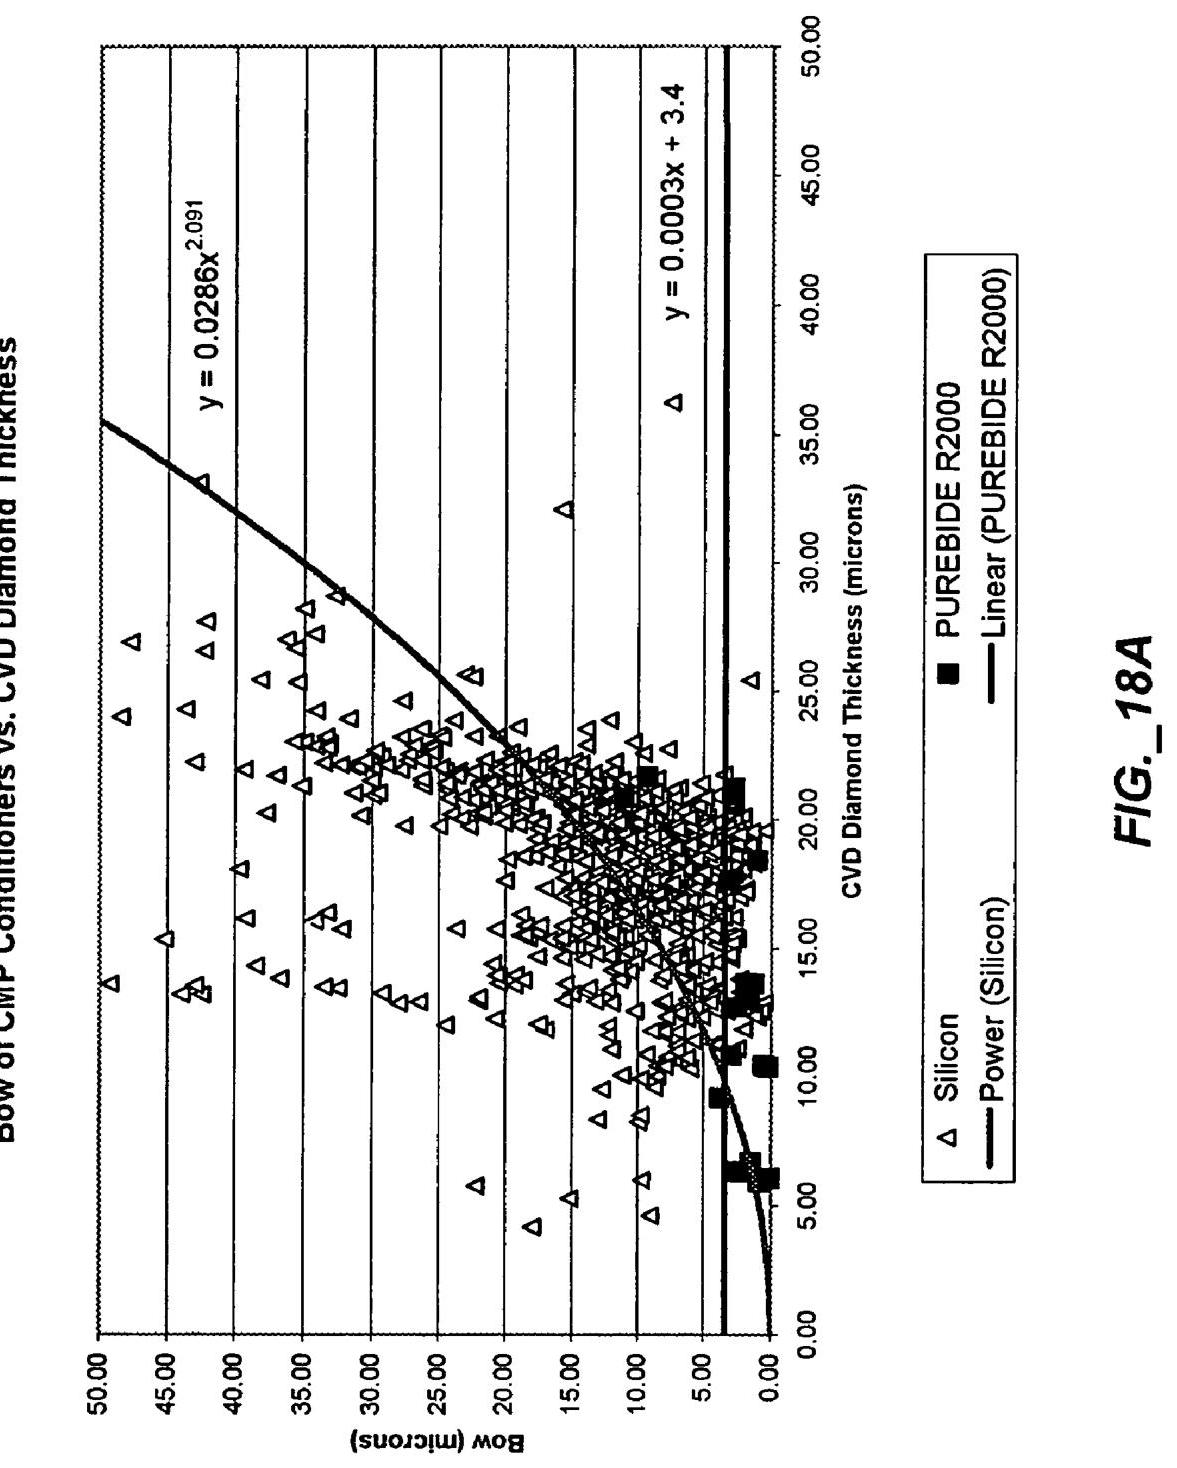 Bow of CMP Conditioners vs. CVD Diamond Thickness
50.00
45.00
40.00
35.00
30.00
25.00
20.00
15.00
10.00
5.00
0.00
Bow (microns)
y = 0.0286x^2.091
y = 0.0003x + 3.4
0.00 5.00 10.00 15.00 20.00 25.00 30.00 35.00 40.00 45.00 50.00
CVD Diamond Thickness (microns)
Silicon PUREBIDE R2000
Power (Silicon) Linear (PUREBIDE R2000)
FIG._18A